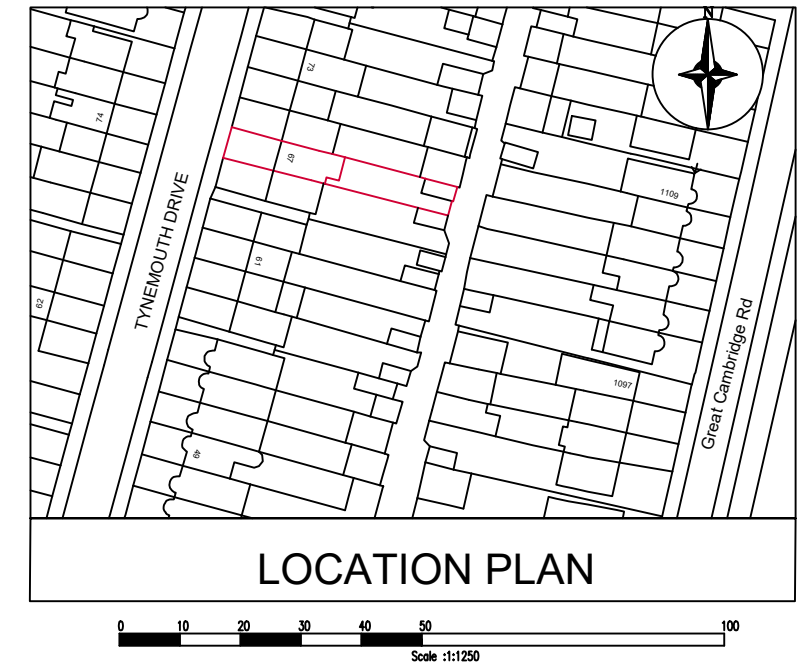 N
73
74
67
1109
TYNEMOUTH DRIVE
61
62
Great Cambridge Rd
1097
49
LOCATION PLAN
0 10 20 30 40 50 100
Scale :1:1250